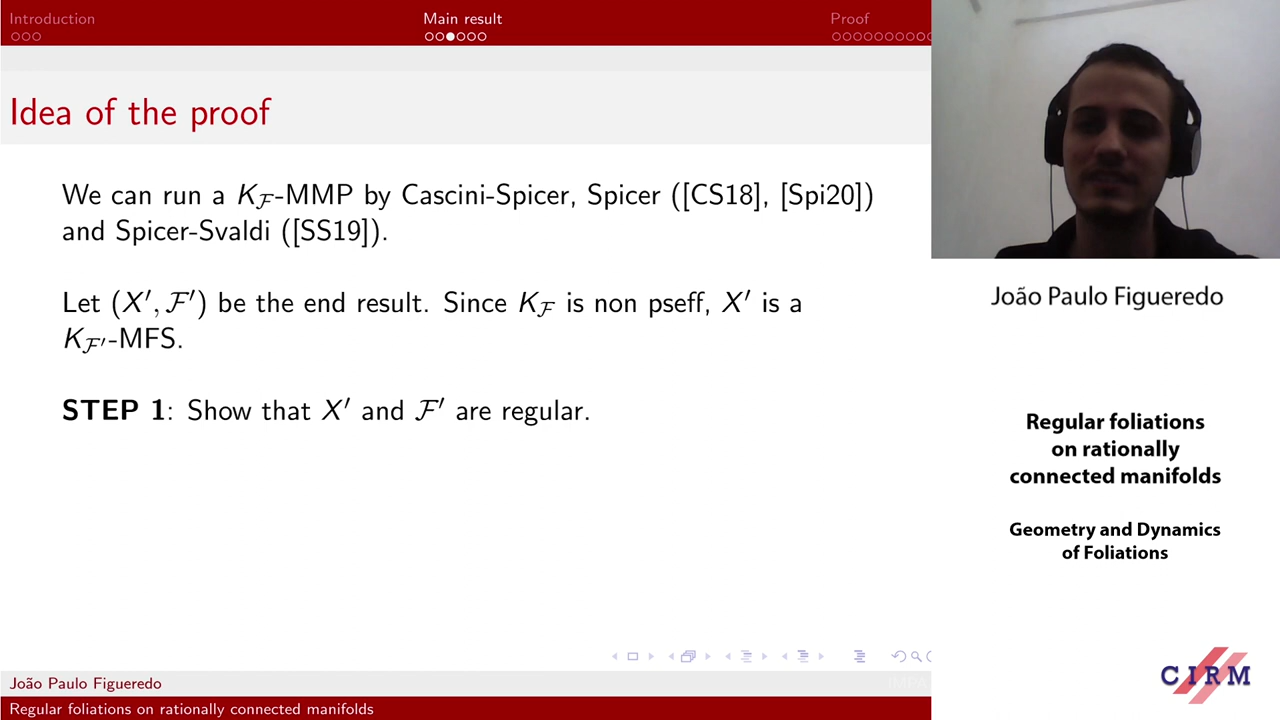 Introduction
Main result
Proof
Idea of the proof
We can run a K_ℱ-MMP by Cascini-Spicer, Spicer ([CS18], [Spi20])
and Spicer-Svaldi ([SS19]).
Let (X′, ℱ′) be the end result. Since K_ℱ is non pseff, X′ is a
K_ℱ′-MFS.
STEP 1: Show that X′ and ℱ′ are regular.
João Paulo Figueredo
IMPA
Regular foliations on rationally connected manifolds
João Paulo Figueredo
Regular foliations
on rationally
connected manifolds
Geometry and Dynamics
of Foliations
CIRM